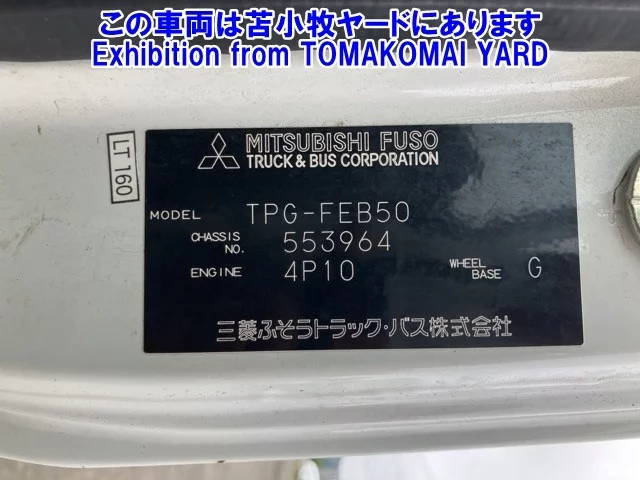 この車両は苫小牧ヤードにあります
Exhibition from TOMAKOMAI YARD
LT160
MITSUBISHI FUSO
TRUCK & BUS CORPORATION
MODEL TPG-FEB50
CHASSIS NO. 553964
ENGINE 4P10 WHEEL BASE G
三菱ふそうトラック・バス株式会社